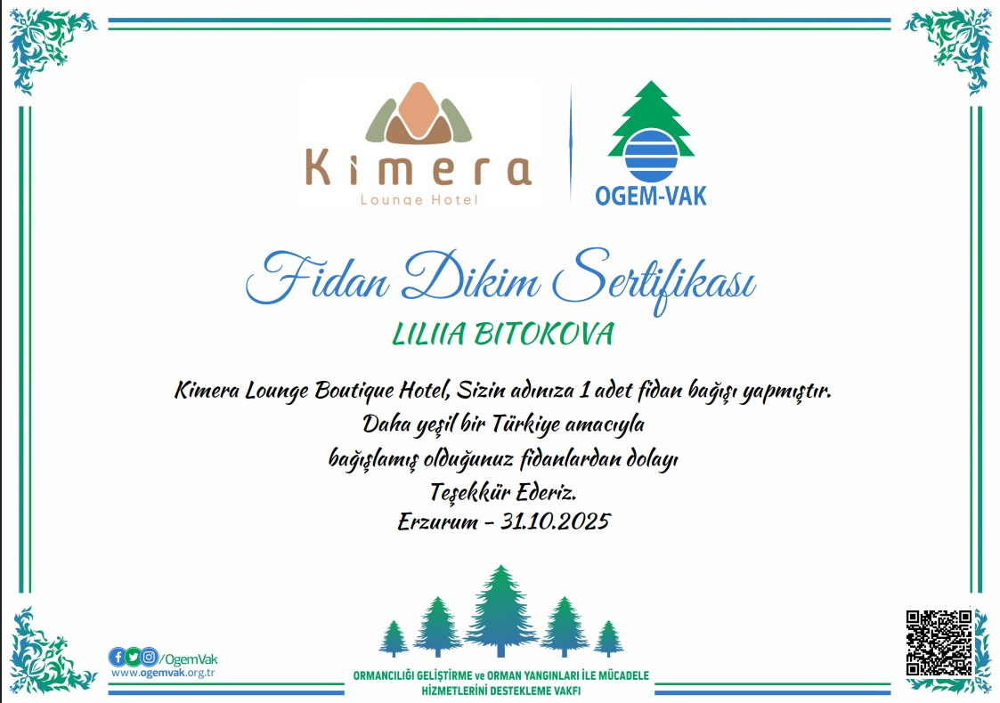 Kimera
Lounge Hotel
OGEM-VAK
Fidan Dikim Sertifikası
LILIIA BITOKOVA
Kimera Lounge Boutique Hotel, Sizin adınıza 1 adet fidan bağışı yapmıştır.
Daha yeşil bir Türkiye amacıyla
bağışlamış olduğunuz fidanlardan dolayı
Teşekkür Ederiz.
Erzurum - 31.10.2025
/OgemVak
www.ogemvak.org.tr
ORMANCILIĞI GELİŞTİRME ve ORMAN YANGINLARI İLE MÜCADELE
HİZMETLERİNİ DESTEKLEME VAKFI